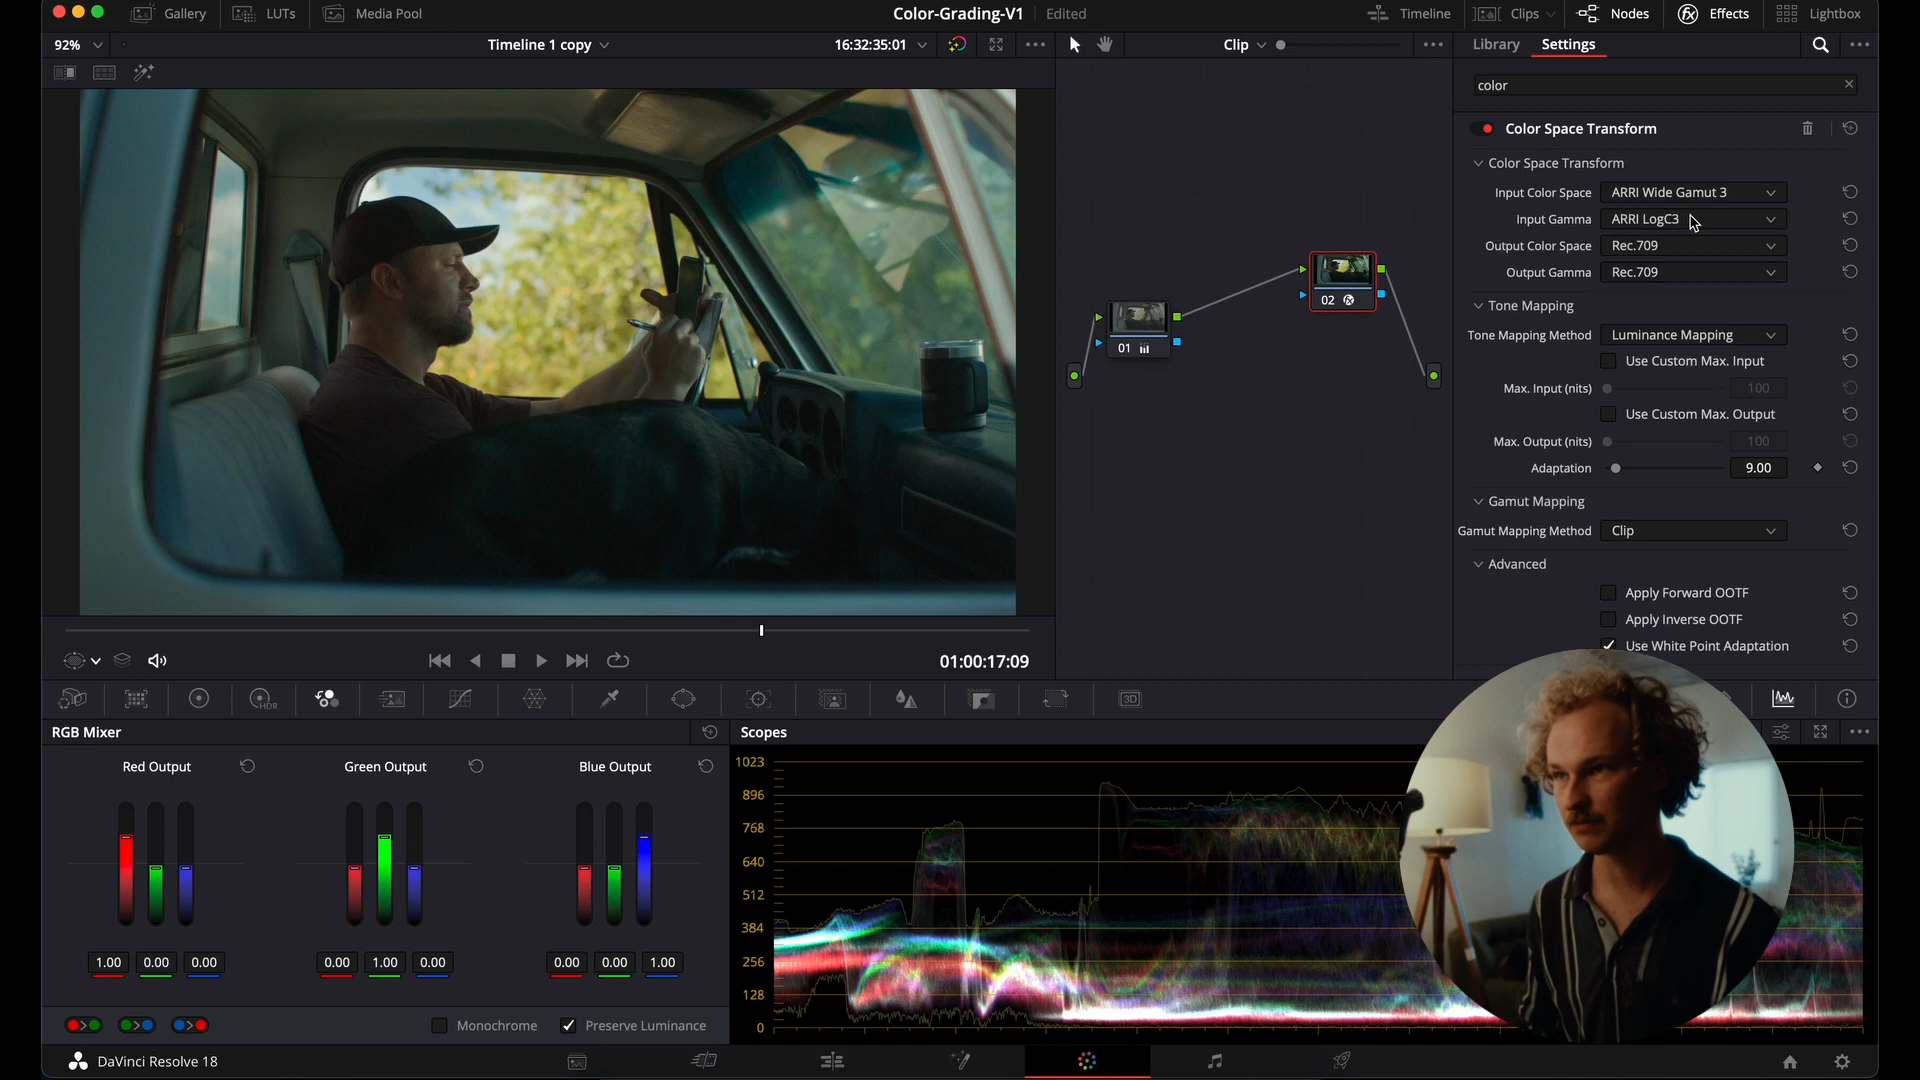 Gallery
LUTs
Media Pool
Color-Grading-V1
Edited
Timeline
Clips
Nodes
Effects
Lightbox
92%
Timeline 1 copy
16:32:35:01
Clip
Library
Settings
color
Color Space Transform
Color Space Transform
Input Color Space ARRI Wide Gamut 3
Input Gamma ARRI LogC3
Output Color Space Rec.709
Output Gamma Rec.709
Tone Mapping
Tone Mapping Method Luminance Mapping
Use Custom Max. Input
Max. Input (nits) 100
Use Custom Max. Output
Max. Output (nits) 100
Adaptation 9.00
Gamut Mapping
Gamut Mapping Method Clip
Advanced
Apply Forward OOTF
Apply Inverse OOTF
Use White Point Adaptation
01
02
01:00:17:09
HDR
3D
RGB Mixer
Red Output
Green Output
Blue Output
1.00 0.00 0.00
0.00 1.00 0.00
0.00 0.00 1.00
Monochrome
Preserve Luminance
Scopes
1023
896
768
640
512
384
256
128
0
DaVinci Resolve 18